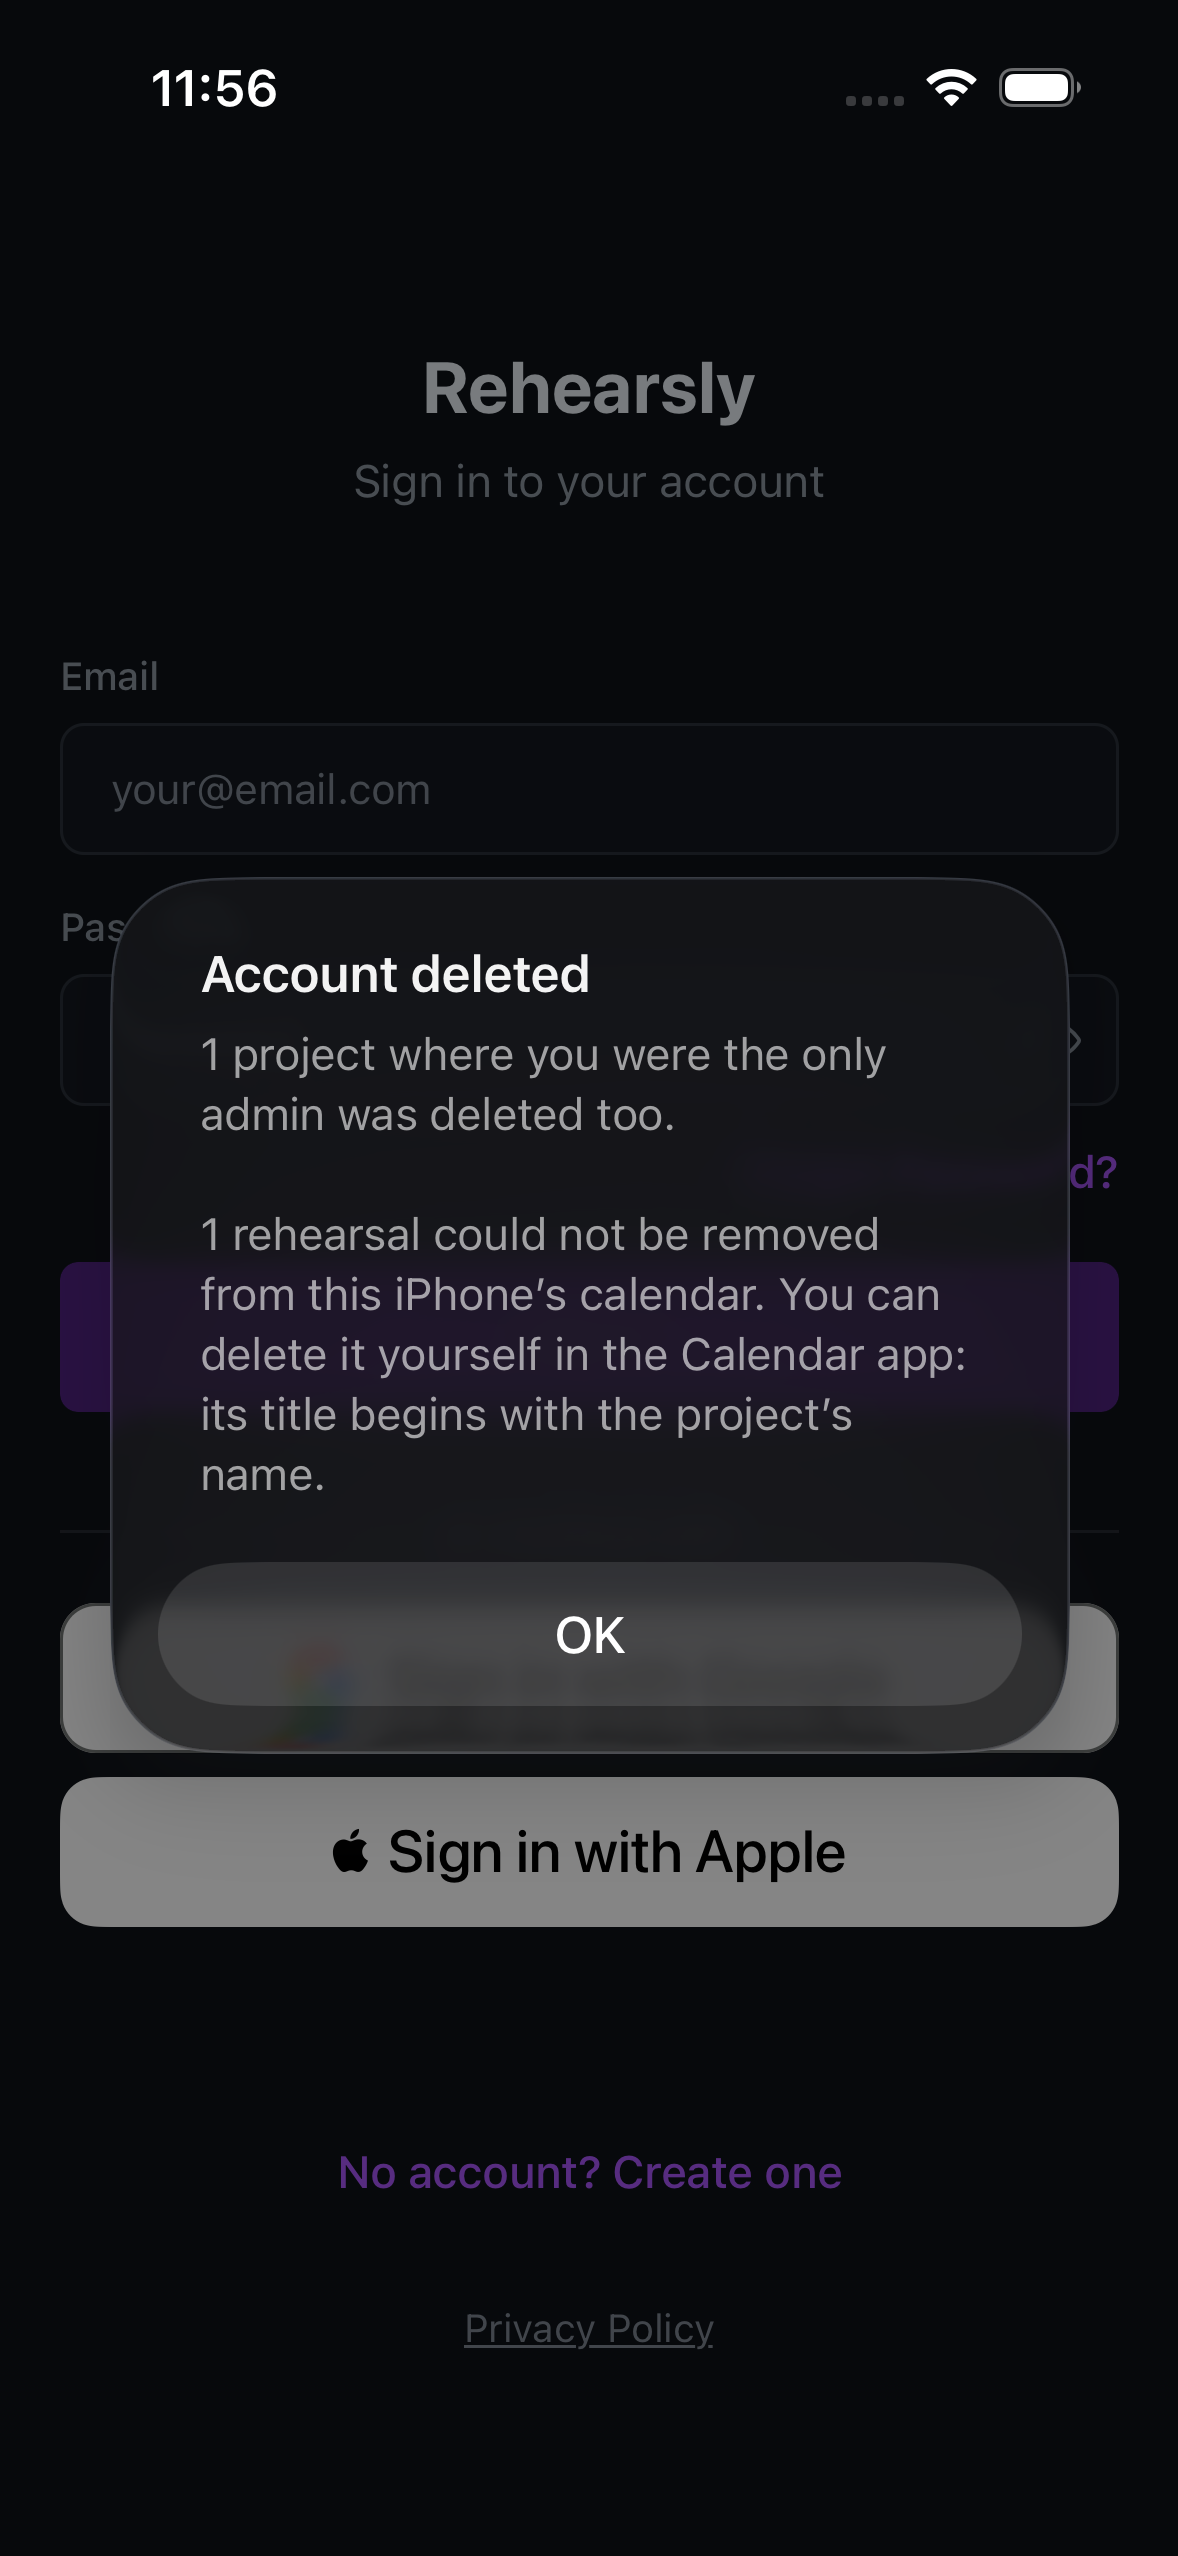 11:56
Rehearsly
Sign in to your account
Email
your@email.com
Account deleted
1 project where you were the only
admin was deleted too.
1 rehearsal could not be removed
from this iPhone’s calendar. You can
delete it yourself in the Calendar app:
its title begins with the project’s
name.
OK
Sign in with Apple
No account? Create one
Privacy Policy